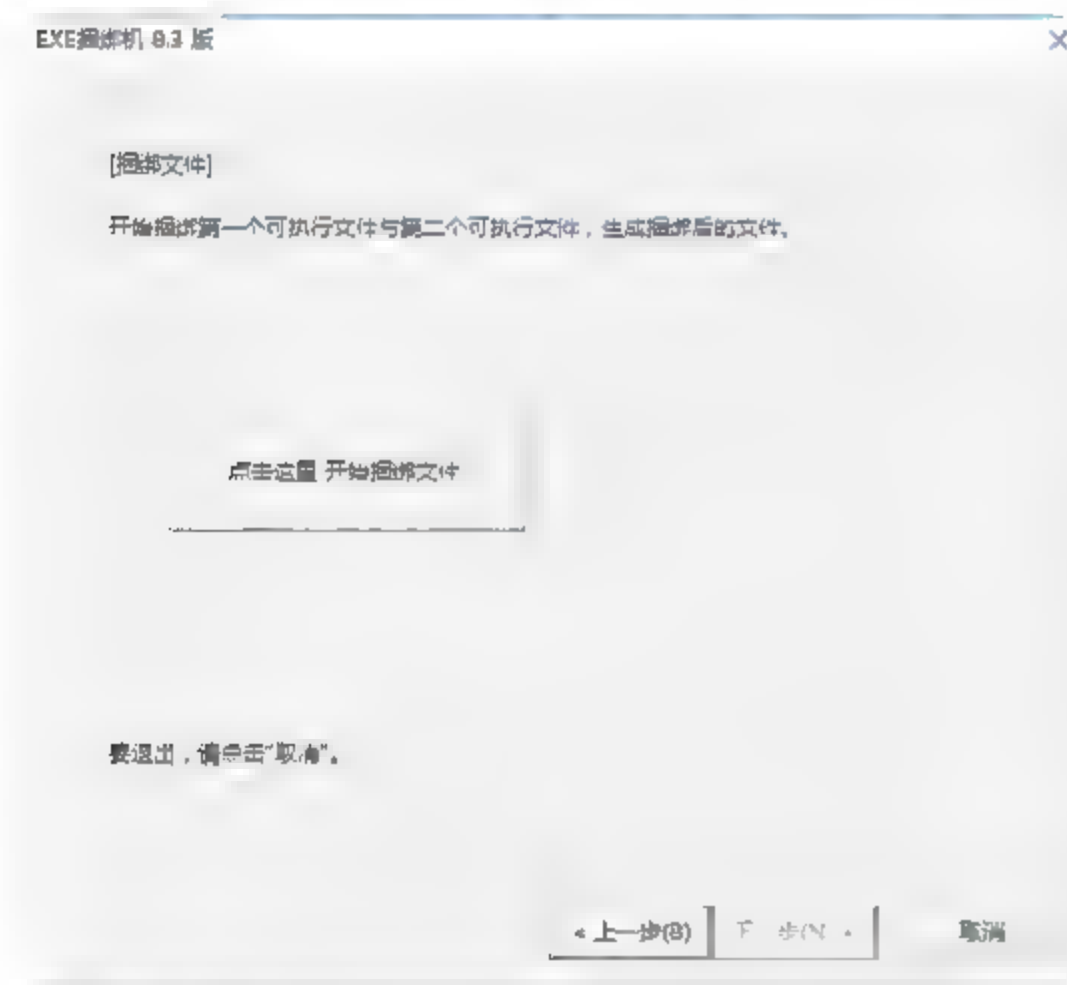 EXE捆绑机 8.3 版
[捆绑文件]
开始捆绑第一个可执行文件与第二个可执行文件，生成捆绑后的文件。
点击这里 开始捆绑文件
要退出，请点击“取消”。
< 上一步(B)
下一步(N) >
取消